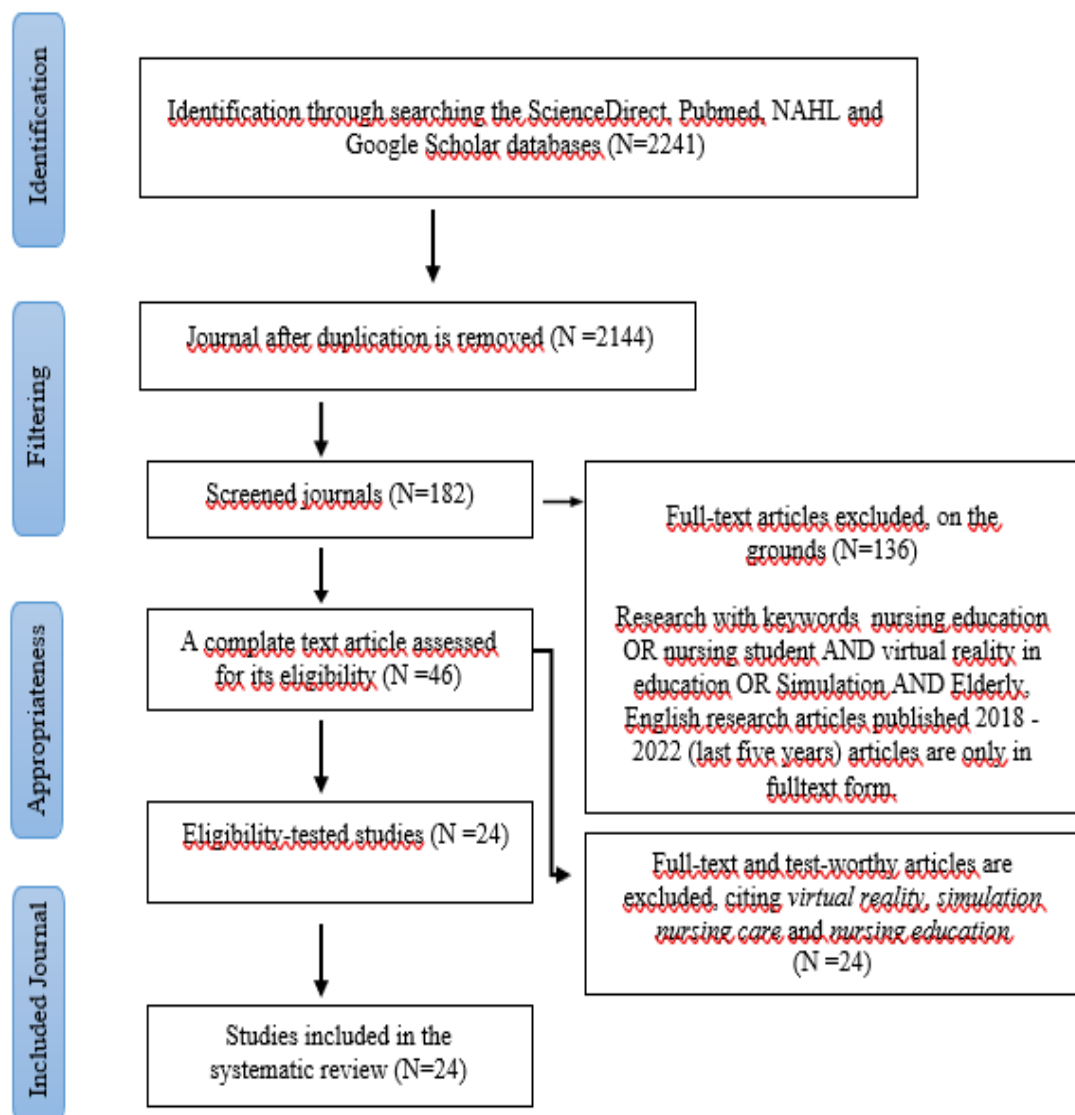 Identification
Identification through searching the ScienceDirect, Pubmed, NAHL and
Google Scholar databases (N=2241)
Filtering
Journal after duplication is removed (N =2144)
Screened journals (N=182)
Full-text articles excluded, on the
grounds (N=136)
Research with keywords nursing education
OR nursing student AND virtual reality in
education OR Simulation AND Elderly,
English research articles published 2018 -
2022 (last five years) articles are only in
fulltext form.
Appropriateness
A complate text article assessed
for its eligibility (N =46)
Eligibility-tested studies (N =24)
Full-text and test-worthy articles are
excluded, citing virtual reality, simulation
nursing care and nursing education
(N =24)
Included Journal
Studies included in the
systematic review (N=24)